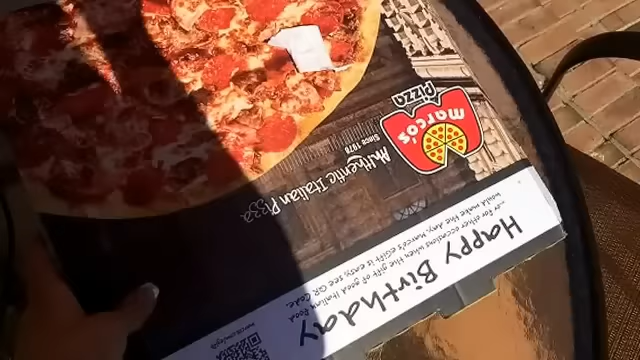 marco's
Pizza
Since 1978
Authentic Italian Pizza
Happy Birthday
...or for other occasions when the gift of good Italian food
would make the day, Marco's eGift is easy, see QR Code.